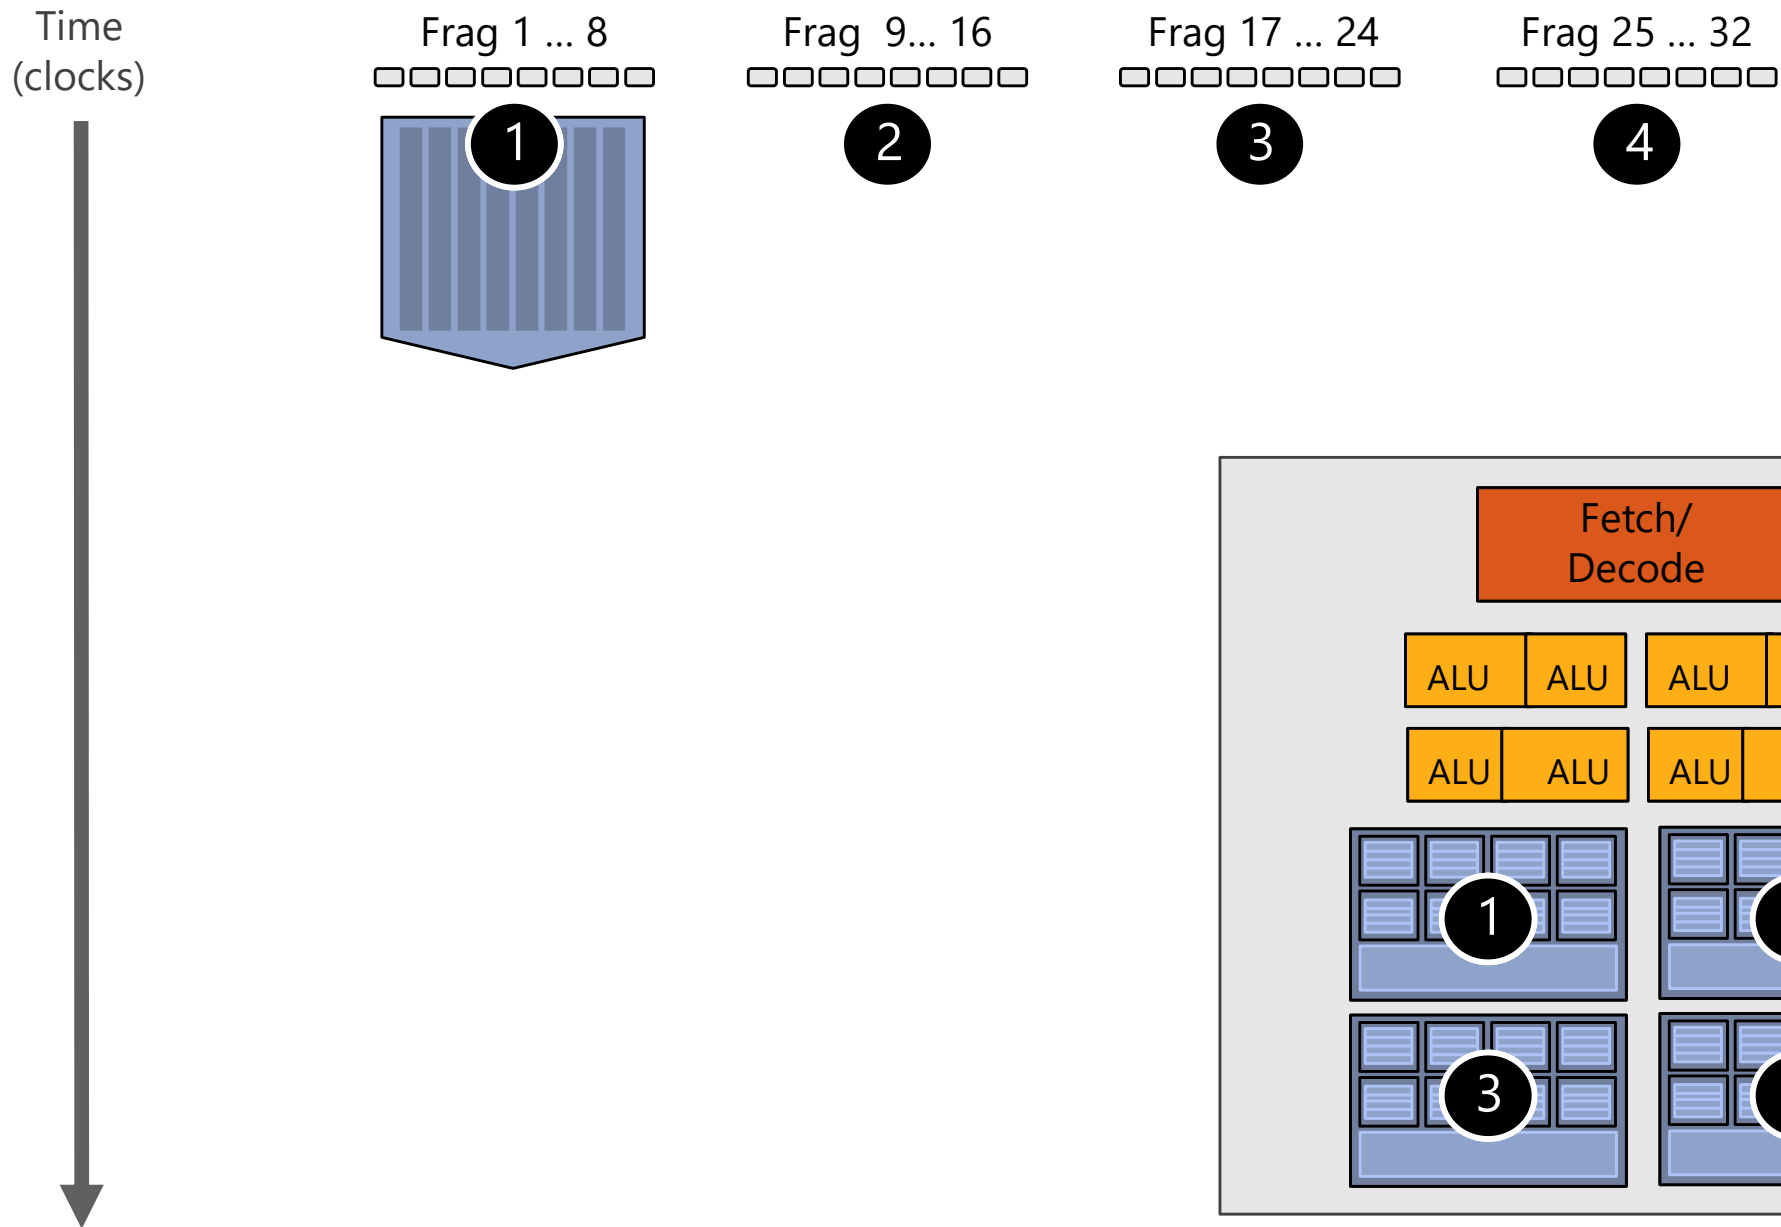 Time
(clocks)
Frag 1 … 8
Frag 9… 16
Frag 17 … 24
Frag 25 … 32
1
2
3
4
Fetch/
Decode
ALU ALU ALU
ALU ALU ALU
1
3